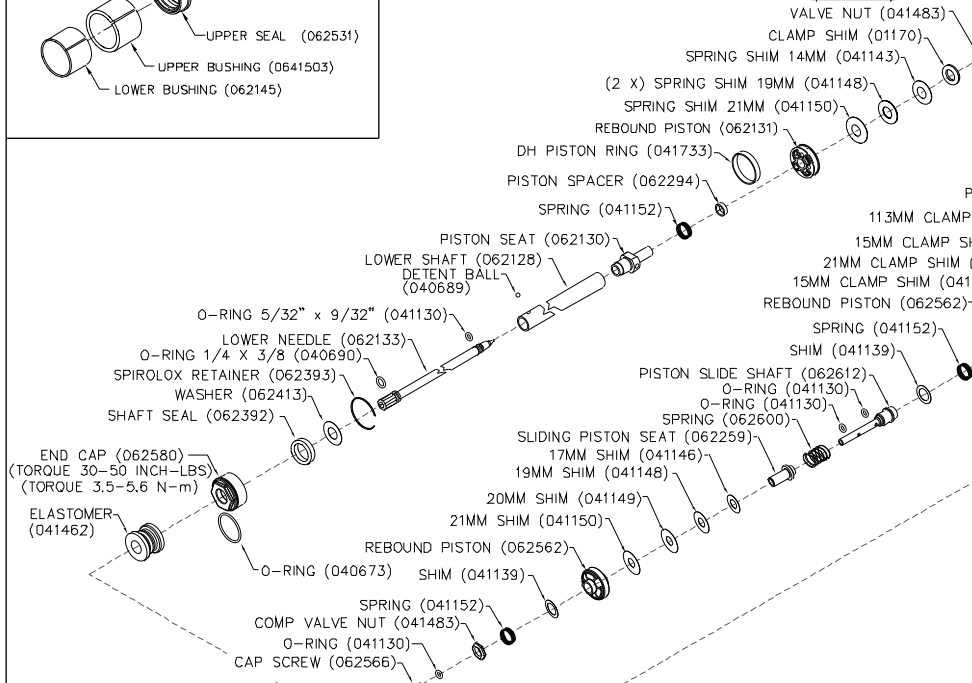 UPPER SEAL (062531)
UPPER BUSHING (0641503)
LOWER BUSHING (062145)
VALVE NUT (041483)
CLAMP SHIM (01170)
SPRING SHIM 14MM (041143)
(2 X) SPRING SHIM 19MM (041148)
SPRING SHIM 21MM (041150)
REBOUND PISTON (062131)
DH PISTON RING (041733)
PISTON SPACER (062294)
SPRING (041152)
PISTON SEAT (062130)
LOWER SHAFT (062128)
DETENT BALL
(040689)
O-RING 5/32" x 9/32" (041130)
LOWER NEEDLE (062133)
O-RING 1/4 X 3/8 (040690)
SPIROLOX RETAINER (062393)
WASHER (062413)
SHAFT SEAL (062392)
END CAP (062580)
(TORQUE 30-50 INCH-LBS)
(TORQUE 3.5-5.6 N-m)
ELASTOMER
(041462)
O-RING (040673)
P
113MM CLAMP
15MM CLAMP SH
21MM CLAMP SHIM (
15MM CLAMP SHIM (041
REBOUND PISTON (062562)
SPRING (041152)
SHIM (041139)
PISTON SLIDE SHAFT (062612)
O-RING (041130)
O-RING (041130)
SPRING (062600)
SLIDING PISTON SEAT (062259)
17MM SHIM (041146)
19MM SHIM (041148)
20MM SHIM (041149)
21MM SHIM (041150)
REBOUND PISTON (062562)
SHIM (041139)
SPRING (041152)
COMP VALVE NUT (041483)
O-RING (041130)
CAP SCREW (062566)